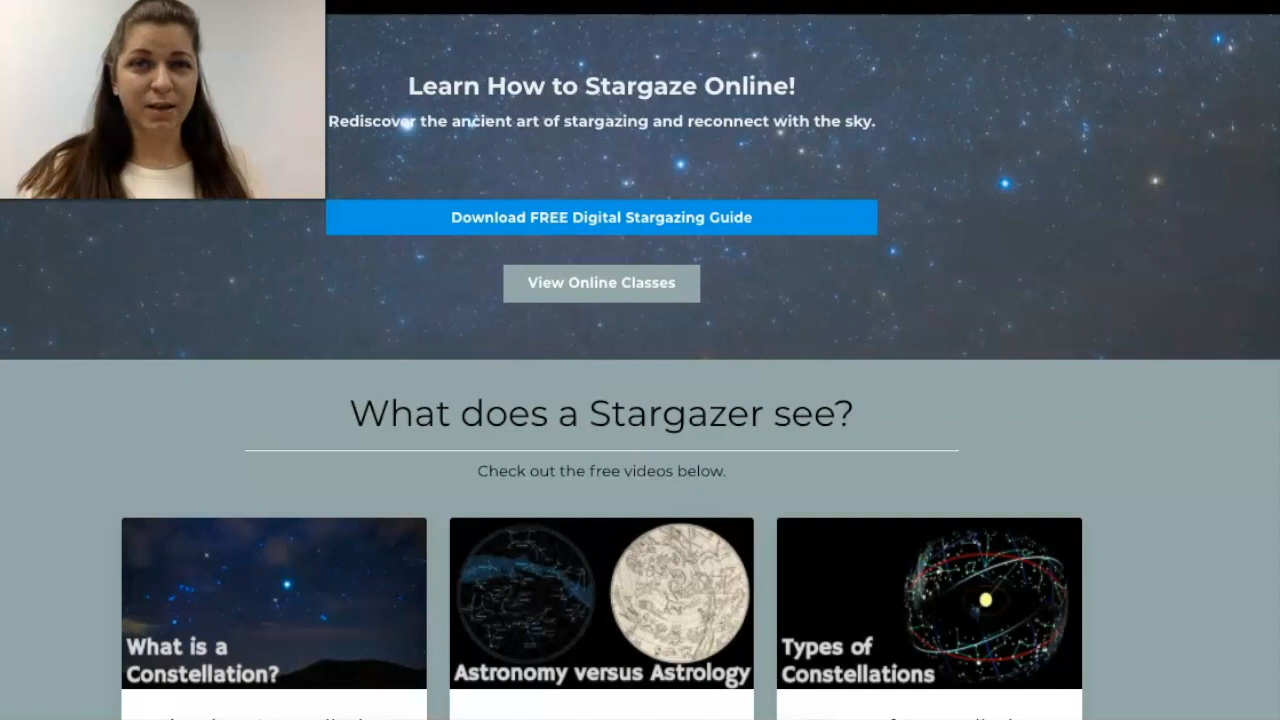 Learn How to Stargaze Online!
Rediscover the ancient art of stargazing and reconnect with the sky.
Download FREE Digital Stargazing Guide
View Online Classes
What does a Stargazer see?
Check out the free videos below.
What is a
Constellation?
Astronomy versus Astrology
Types of
Constellations